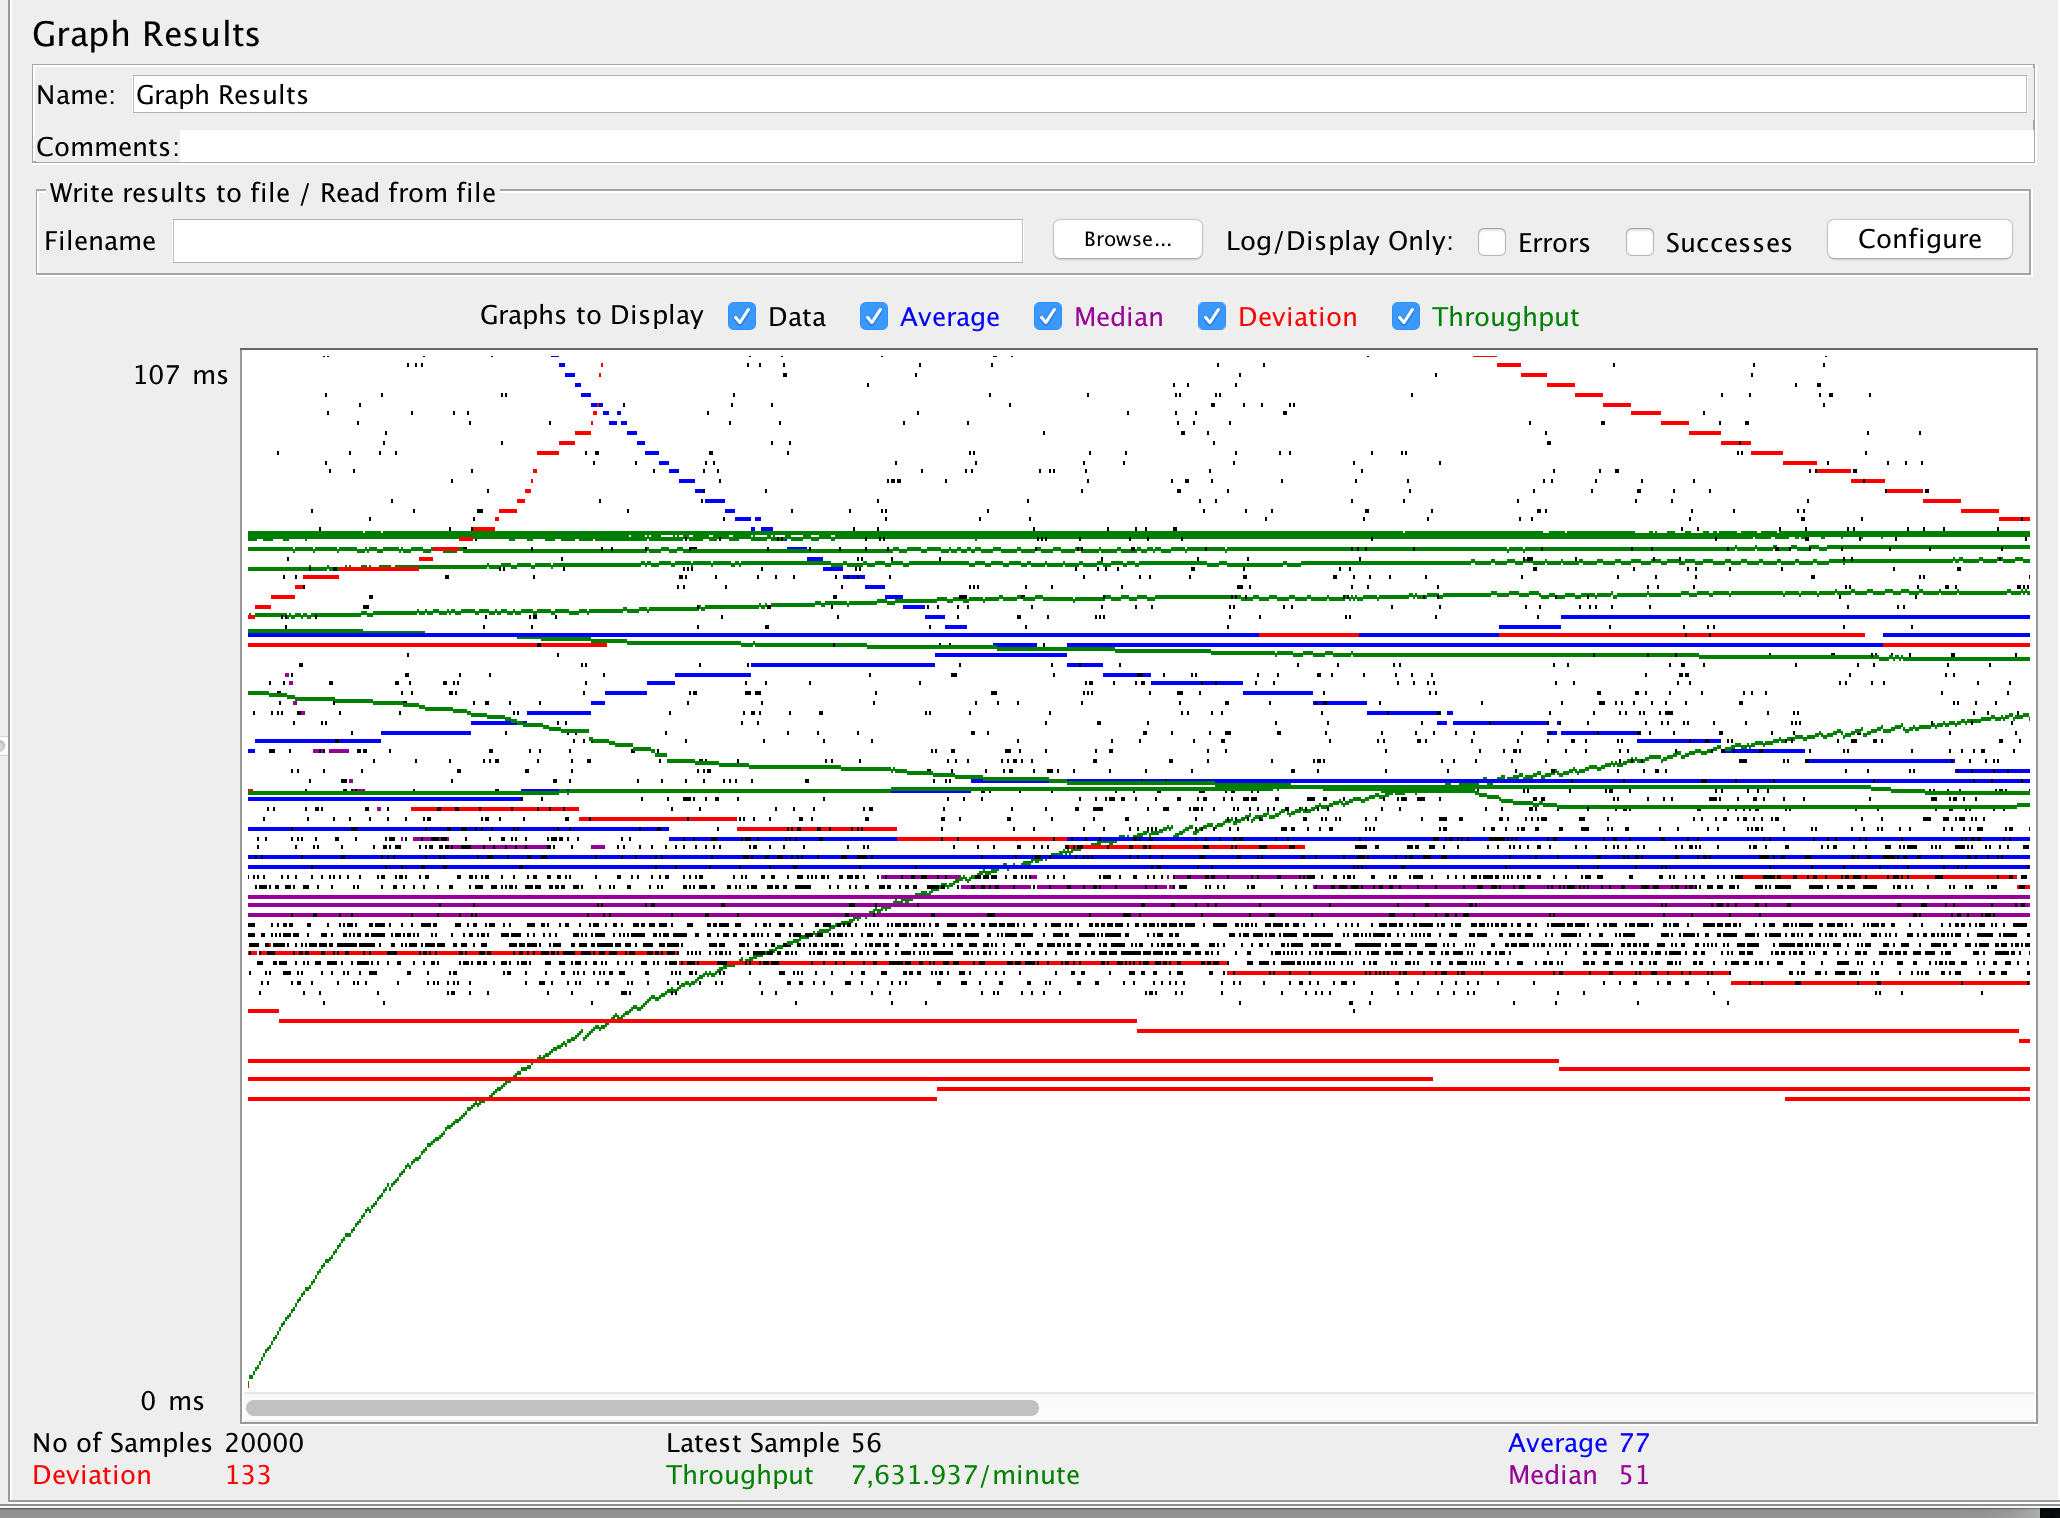 Graph Results
Name: Graph Results
Comments:
Write results to file / Read from file
Filename Browse... Log/Display Only: Errors Successes Configure
Graphs to Display Data Average Median Deviation Throughput
107 ms
0 ms
No of Samples 20000 Latest Sample 56 Average 77
Deviation 133 Throughput 7,631.937/minute Median 51